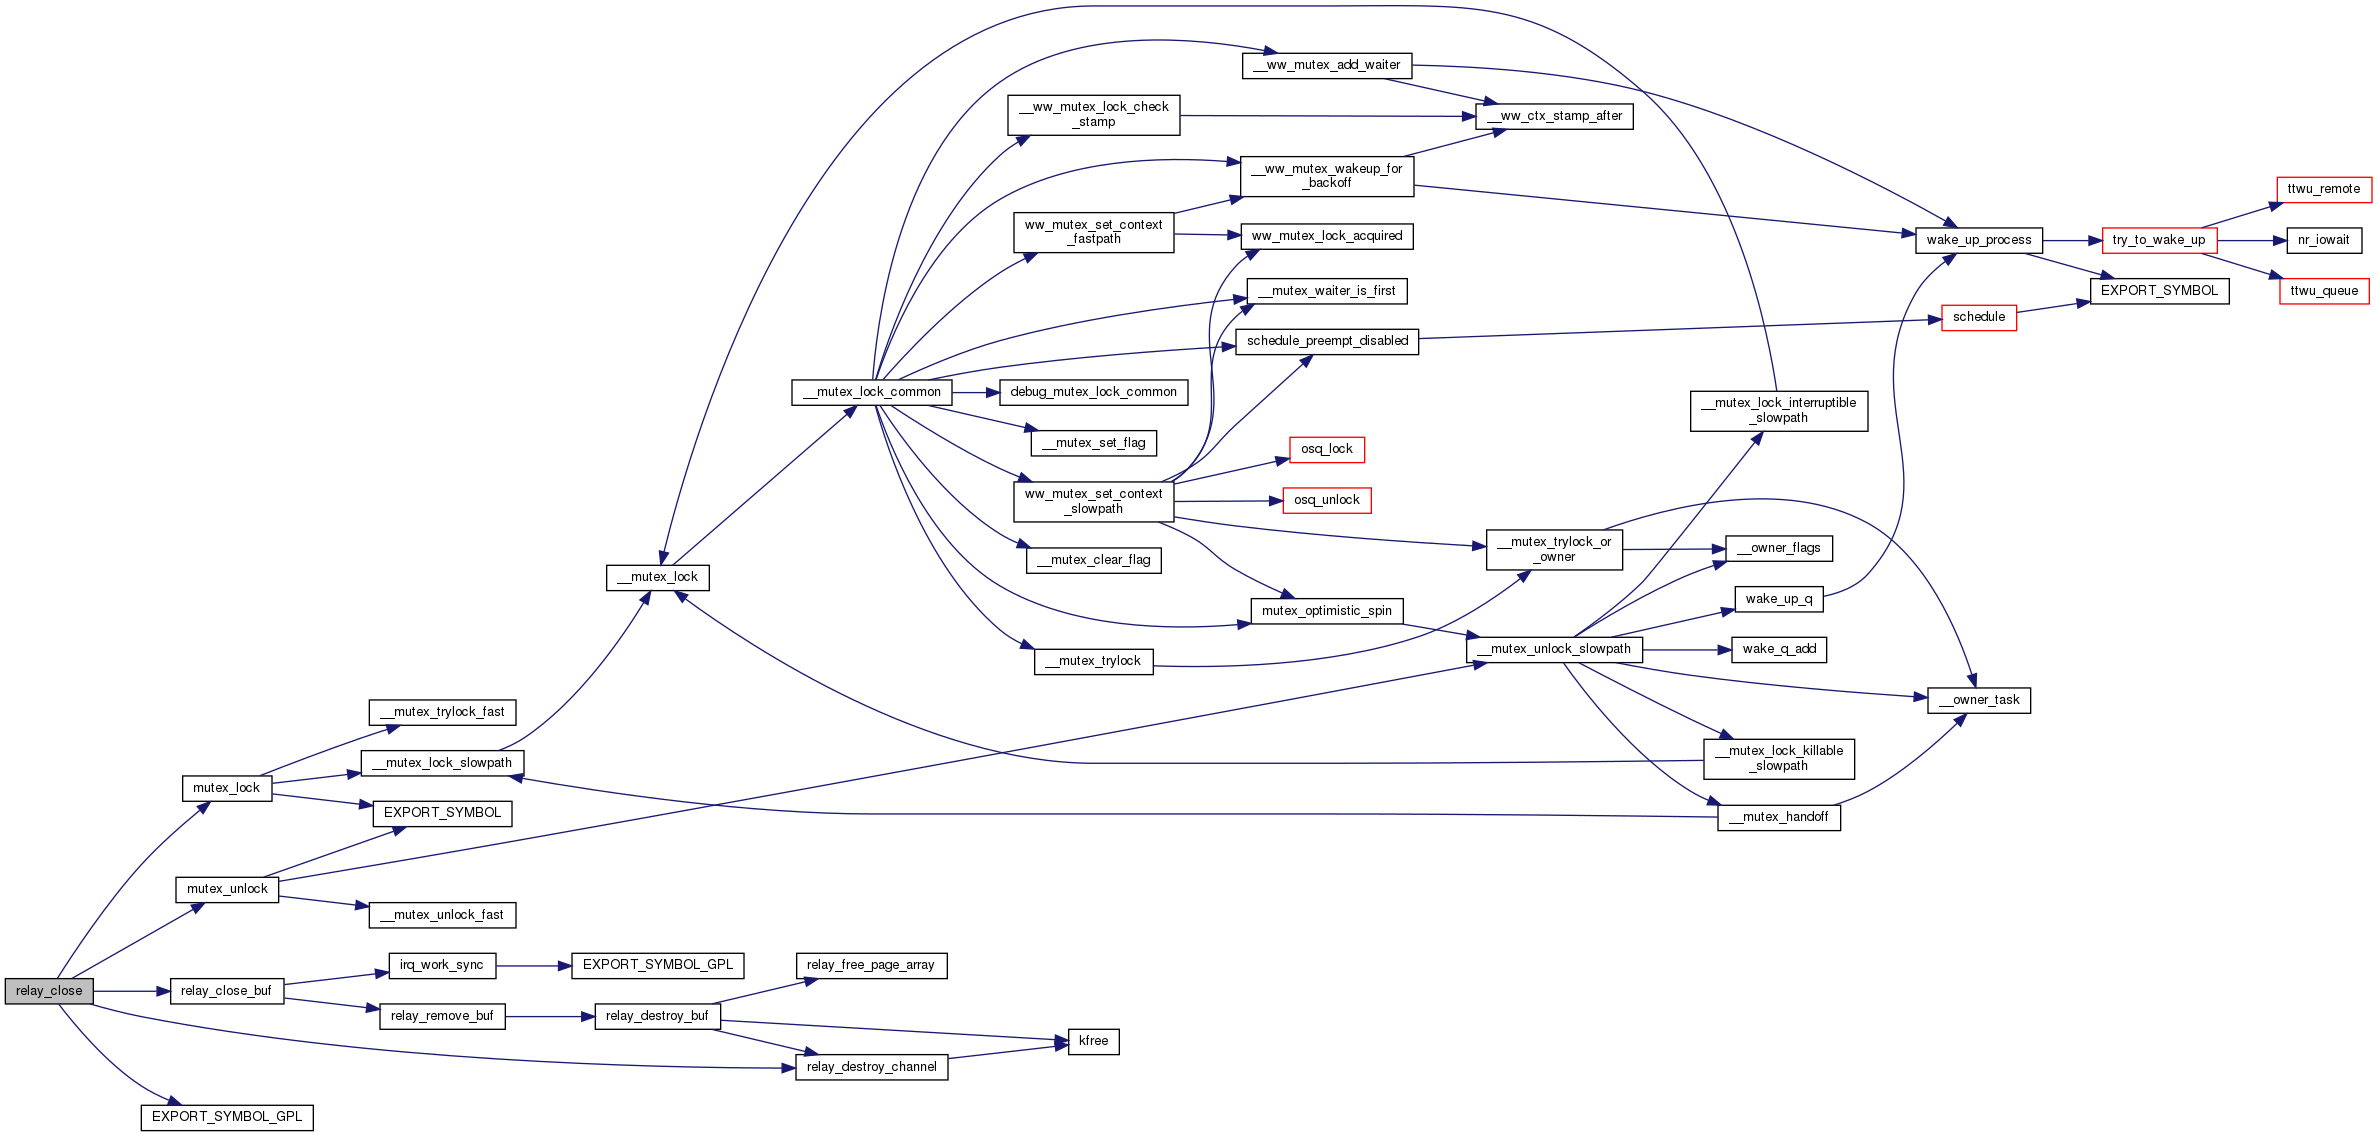 __ww_mutex_add_waiter
__ww_mutex_lock_check
_stamp
__ww_ctx_stamp_after
__ww_mutex_wakeup_for
_backoff
ttwu_remote
ww_mutex_set_context
_fastpath
ww_mutex_lock_acquired
wake_up_process
try_to_wake_up
nr_iowait
__mutex_waiter_is_first
EXPORT_SYMBOL
ttwu_queue
schedule
schedule_preempt_disabled
__mutex_lock_common
debug_mutex_lock_common
__mutex_lock_interruptible
_slowpath
__mutex_set_flag
osq_lock
ww_mutex_set_context
_slowpath
osq_unlock
__mutex_trylock_or
_owner
__owner_flags
__mutex_clear_flag
__mutex_lock
wake_up_q
mutex_optimistic_spin
__mutex_unlock_slowpath
wake_q_add
__mutex_trylock
__owner_task
__mutex_trylock_fast
__mutex_lock_slowpath
__mutex_lock_killable
_slowpath
mutex_lock
EXPORT_SYMBOL
__mutex_handoff
mutex_unlock
__mutex_unlock_fast
irq_work_sync
EXPORT_SYMBOL_GPL
relay_free_page_array
relay_close
relay_close_buf
relay_remove_buf
relay_destroy_buf
kfree
relay_destroy_channel
EXPORT_SYMBOL_GPL